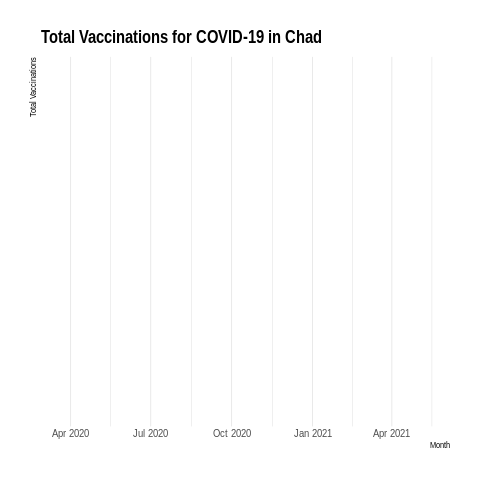 Total Vaccinations for COVID-19 in Chad
Total Vaccinations
Apr 2020 Jul 2020 Oct 2020 Jan 2021 Apr 2021
Month